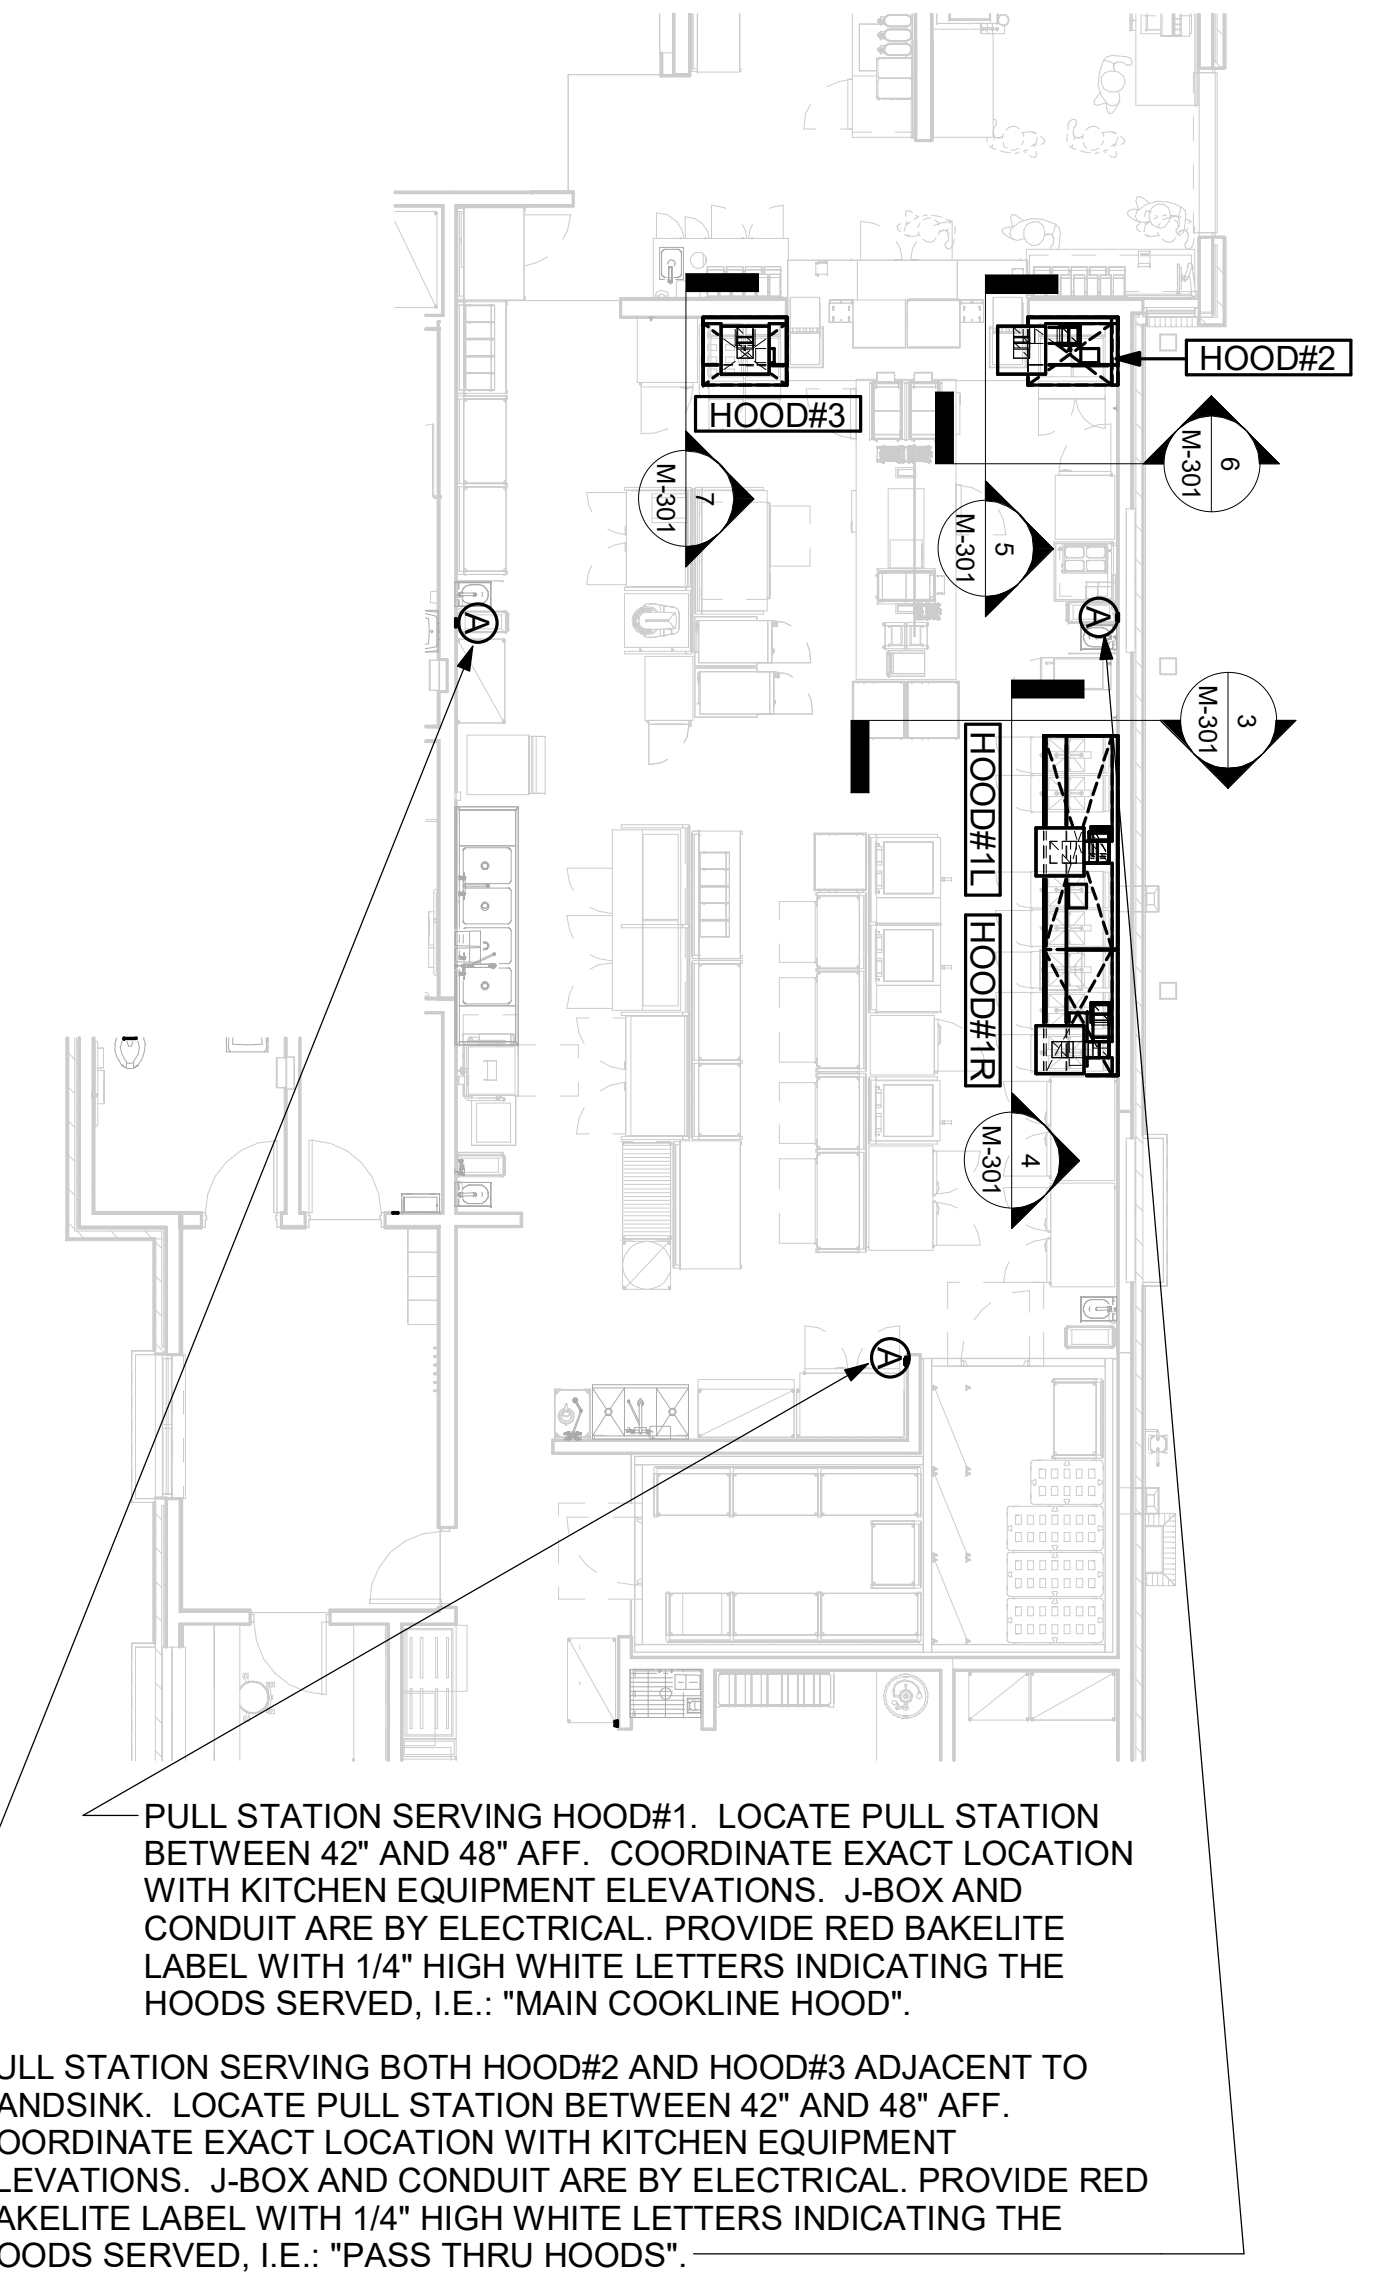 HOOD#2
HOOD#3
6
M-301
7
M-301
5
M-301
A
A
3
M-301
HOOD#1L
HOOD#1R
4
M-301
A
PULL STATION SERVING HOOD#1. LOCATE PULL STATION
BETWEEN 42" AND 48" AFF. COORDINATE EXACT LOCATION
WITH KITCHEN EQUIPMENT ELEVATIONS. J-BOX AND
CONDUIT ARE BY ELECTRICAL. PROVIDE RED BAKELITE
LABEL WITH 1/4" HIGH WHITE LETTERS INDICATING THE
HOODS SERVED, I.E.: "MAIN COOKLINE HOOD".
ULL STATION SERVING BOTH HOOD#2 AND HOOD#3 ADJACENT TO
ANDSINK. LOCATE PULL STATION BETWEEN 42" AND 48" AFF.
OORDINATE EXACT LOCATION WITH KITCHEN EQUIPMENT
LEVATIONS. J-BOX AND CONDUIT ARE BY ELECTRICAL. PROVIDE RED
AKELITE LABEL WITH 1/4" HIGH WHITE LETTERS INDICATING THE
OODS SERVED, I.E.: "PASS THRU HOODS".